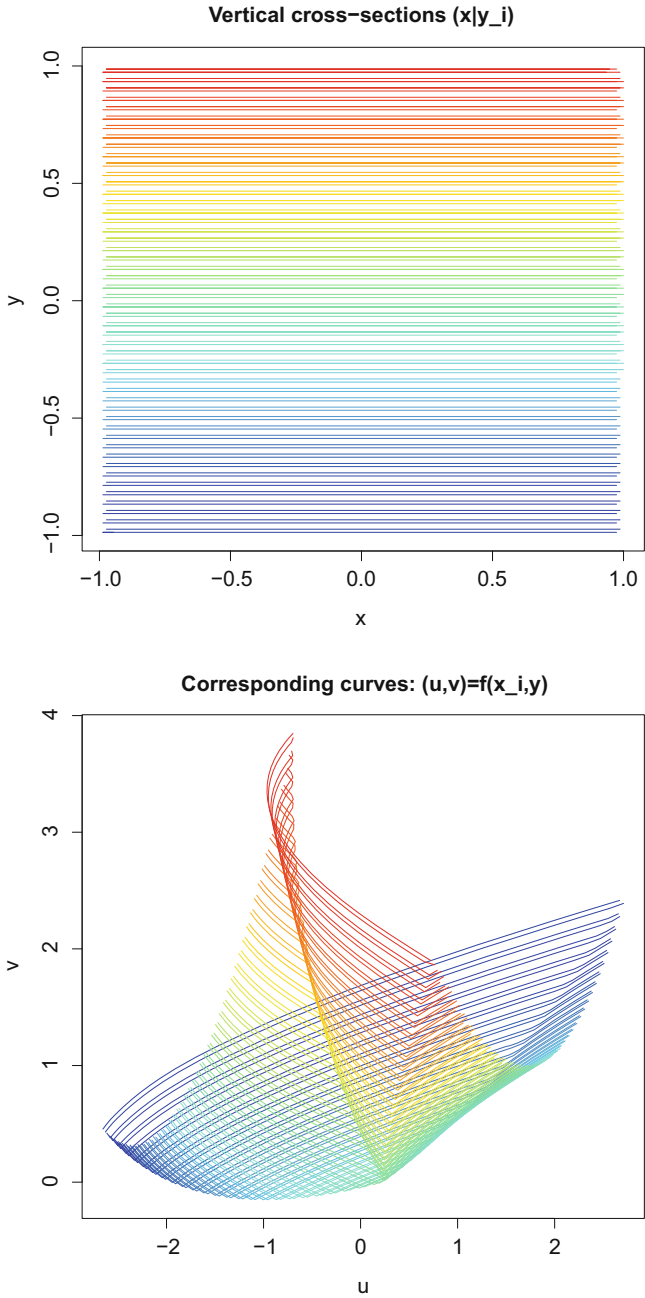 Vertical cross−sections (x|y_i)
1.0
0.5
0.0
−0.5
−1.0
y
−1.0 −0.5 0.0 0.5 1.0
x
Corresponding curves: (u,v)=f(x_i,y)
4
3
2
1
0
v
−2 −1 0 1 2
u